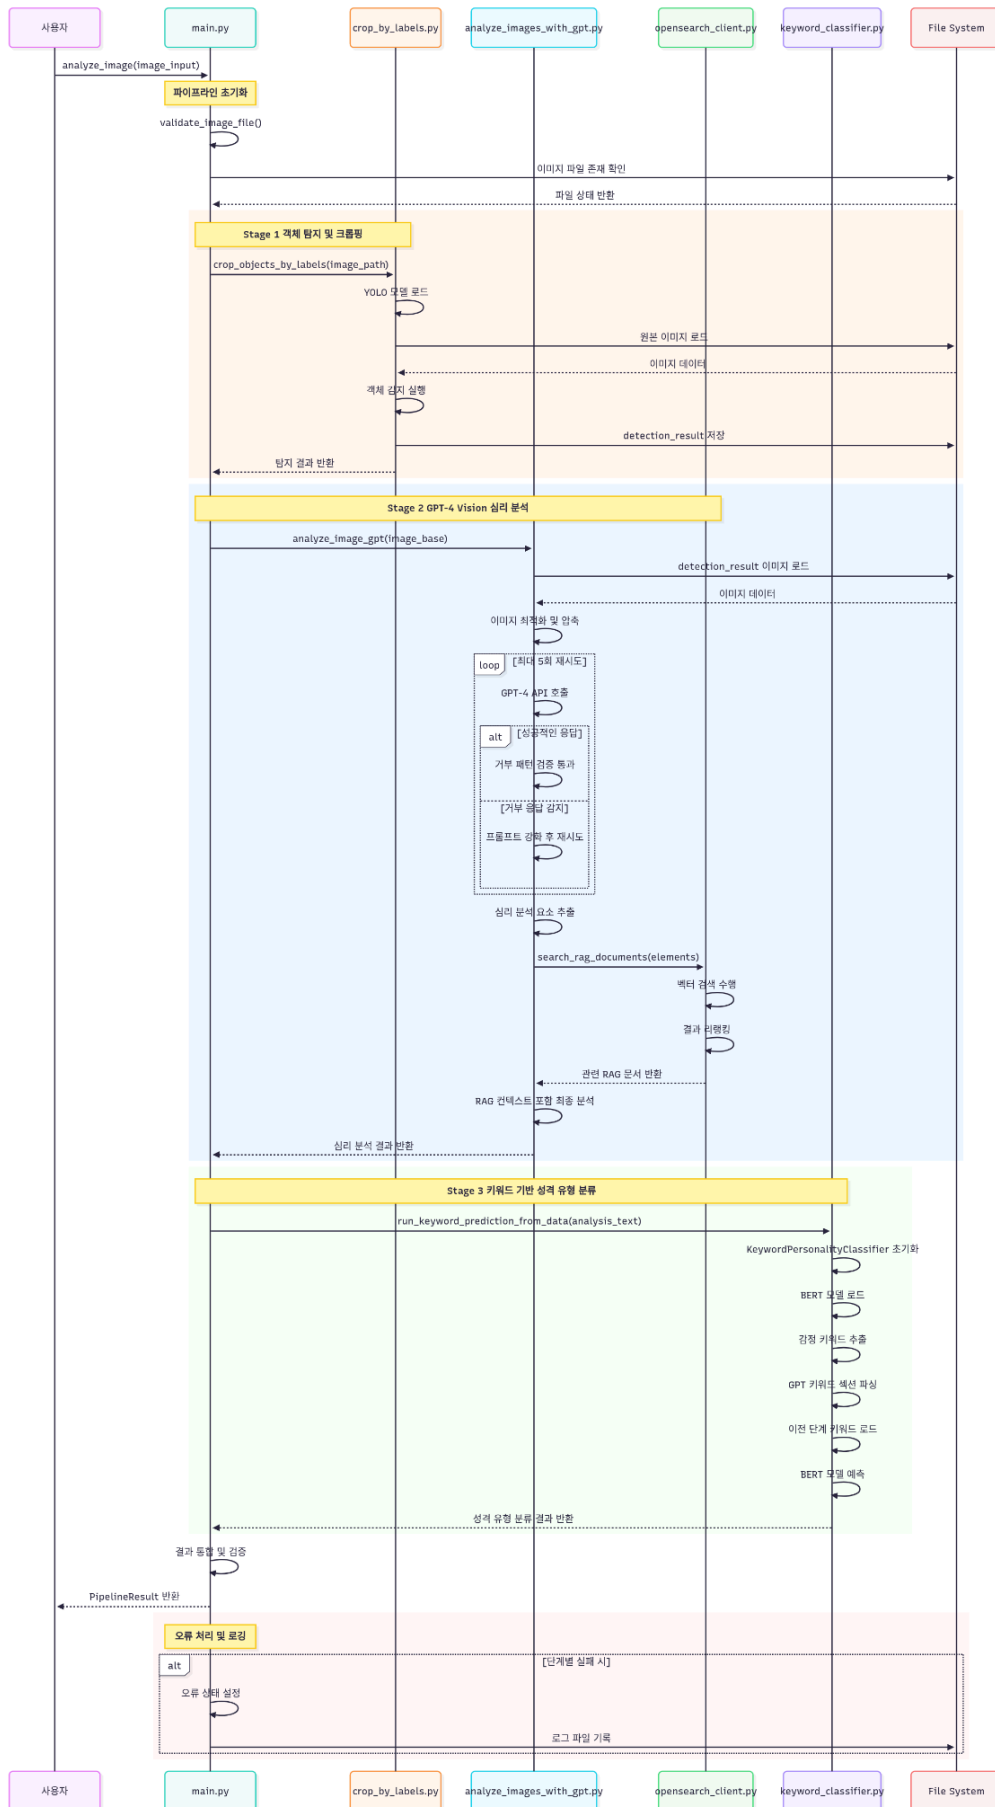 사용자
main.py
crop_by_labels.py
analyze_images_with_gpt.py
opensearch_client.py
keyword_classifier.py
File System
analyze_image(image_input)
파이프라인 초기화
validate_image_file()
이미지 파일 존재 확인
파일 상태 반환
Stage 1 객체 탐지 및 크롭핑
crop_objects_by_labels(image_path)
YOLO 모델 로드
원본 이미지 로드
이미지 데이터
객체 감지 실행
detection_result 저장
탐지 결과 반환
Stage 2 GPT-4 Vision 심리 분석
analyze_image_gpt(image_base)
detection_result 이미지 로드
이미지 데이터
이미지 최적화 및 압축
loop
[최대 5회 재시도]
GPT-4 API 호출
alt
[성공적인 응답]
거부 패턴 검증 통과
[거부 응답 감지]
프롬프트 강화 후 재시도
심리 분석 요소 추출
search_rag_documents(elements)
벡터 검색 수행
결과 리랭킹
관련 RAG 문서 반환
RAG 컨텍스트 포함 최종 분석
심리 분석 결과 반환
Stage 3 키워드 기반 성격 유형 분류
run_keyword_prediction_from_data(analysis_text)
KeywordPersonalityClassifier 초기화
BERT 모델 로드
감정 키워드 추출
GPT 키워드 섹션 파싱
이전 단계 키워드 로드
BERT 모델 예측
성격 유형 분류 결과 반환
결과 통합 및 검증
PipelineResult 반환
오류 처리 및 로깅
alt
[단계별 실패 시]
오류 상태 설정
로그 파일 기록
사용자
main.py
crop_by_labels.py
analyze_images_with_gpt.py
opensearch_client.py
keyword_classifier.py
File System